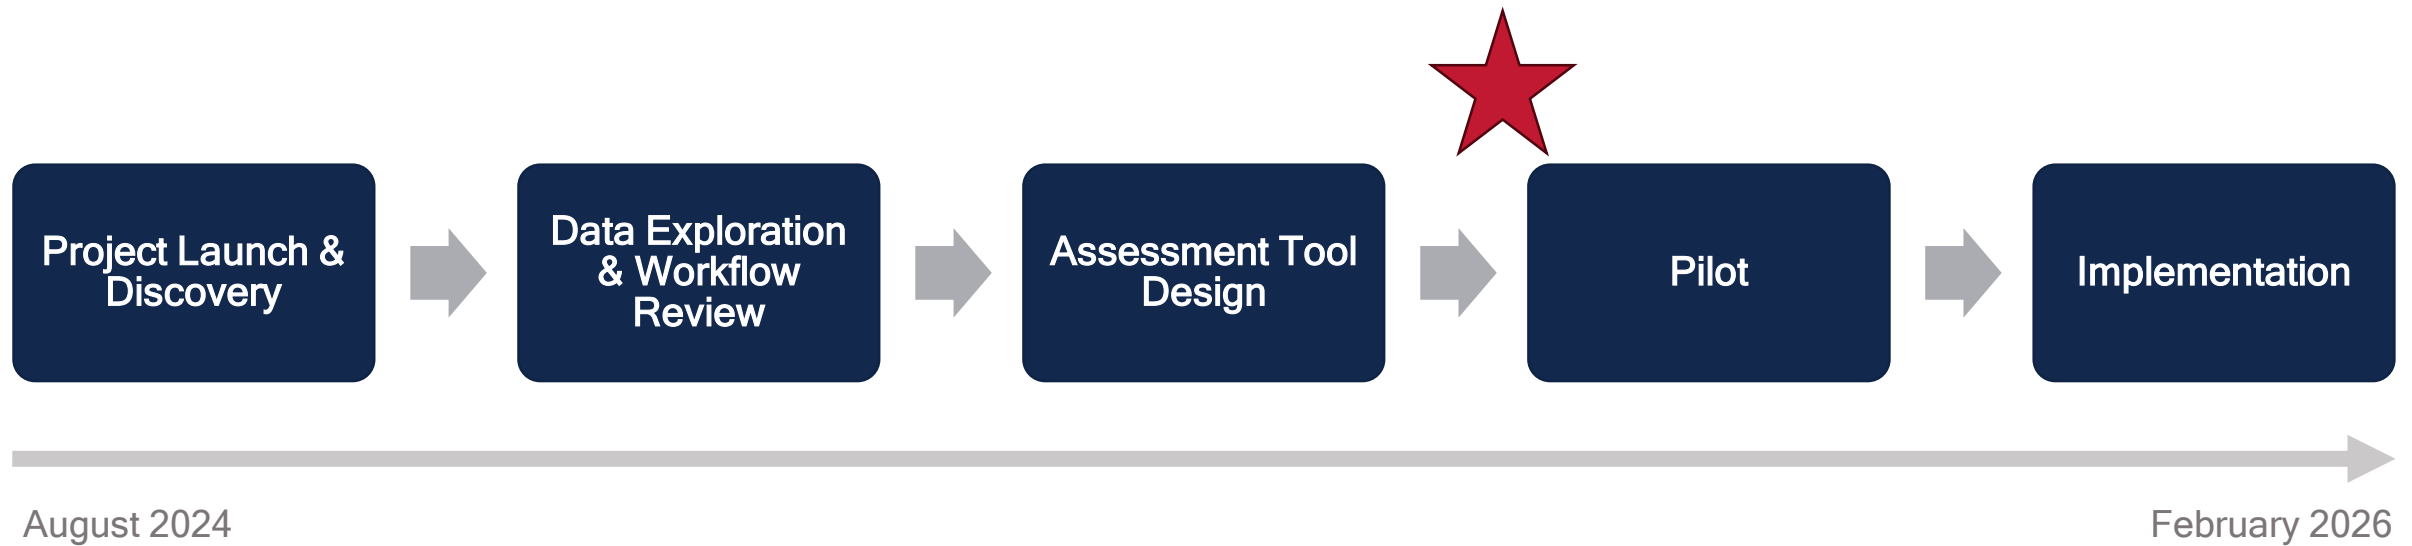 Project Launch &
Discovery
Data Exploration
& Workflow
Review
Assessment Tool
Design
Pilot
Implementation
August 2024
February 2026